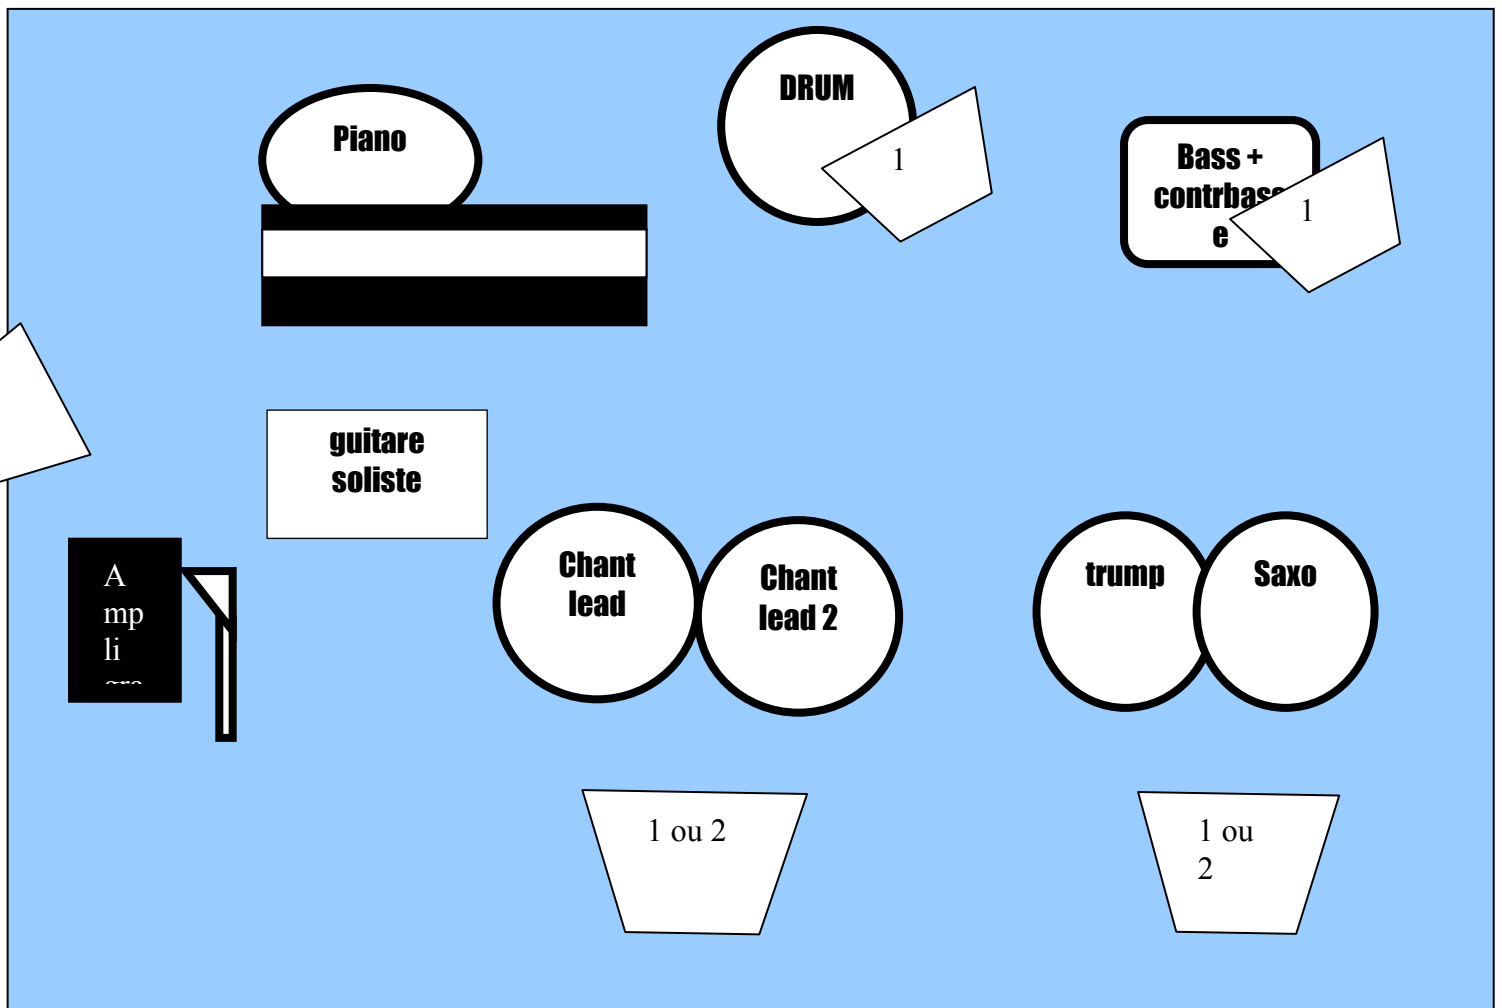 DRUM
1
Piano
Bass +
contrbass
e
1
guitare
soliste
A
mp
li
Chant
lead
Chant
lead 2
trump
Saxo
1 ou 2
1 ou
2